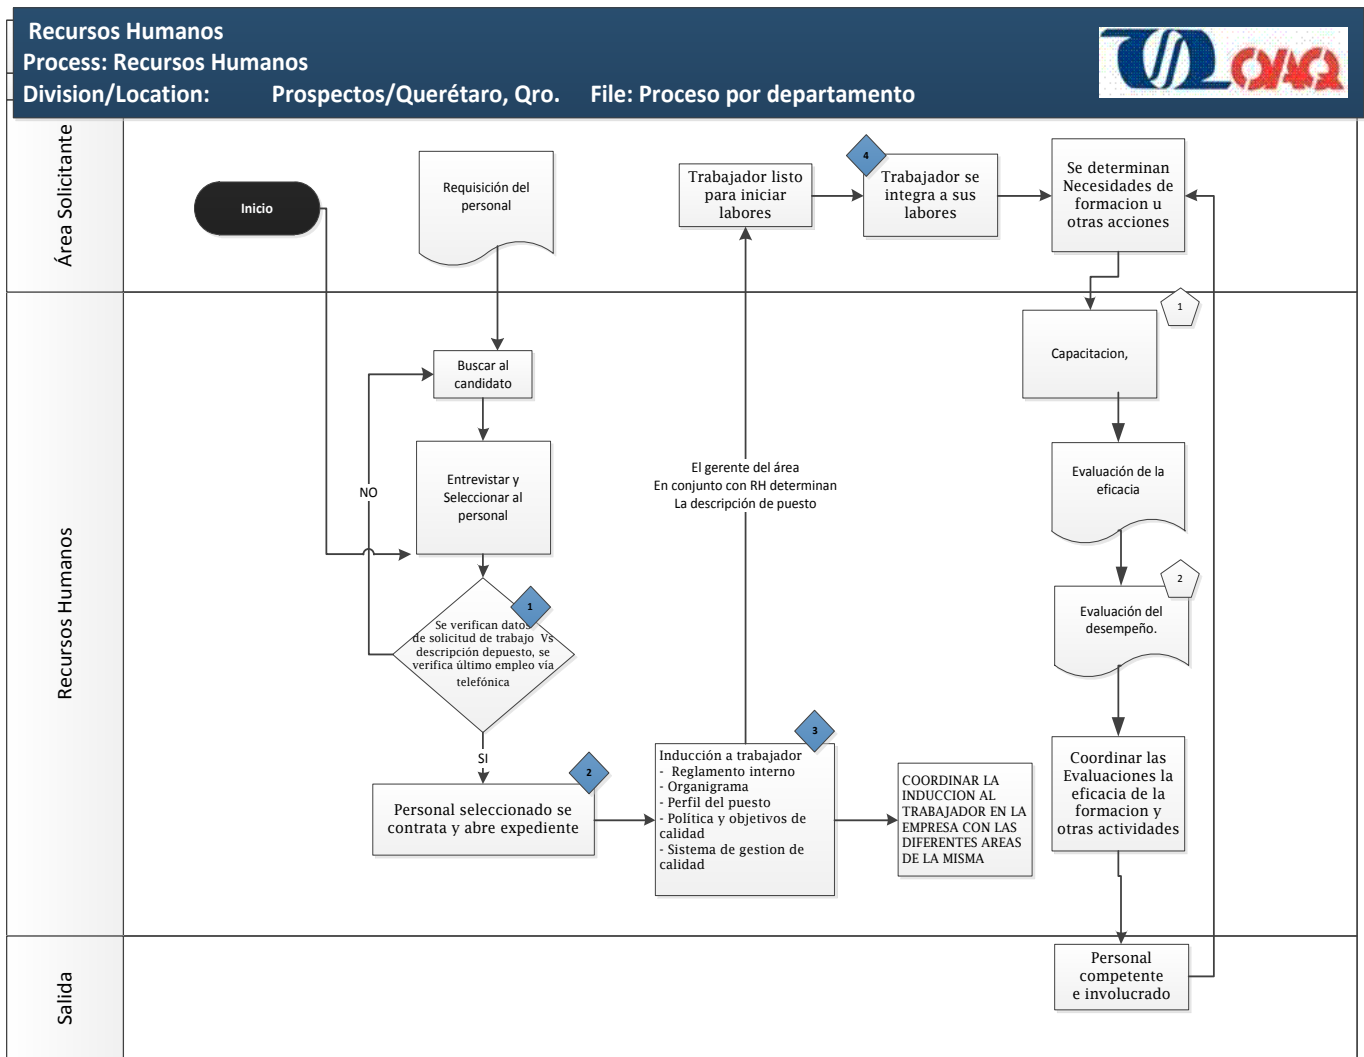 Recursos Humanos
Process: Recursos Humanos
Division/Location: Prospectos/Querétaro, Qro. File: Proceso por departamento
Área Solicitante
Inicio
Requisición del
personal
Trabajador listo
para iniciar
labores
4
Trabajador se
integra a sus
labores
Se determinan
Necesidades de
formacion u
otras acciones
Recursos Humanos
Buscar al
candidato
NO
Entrevistar y
Seleccionar al
personal
1
Se verifican datos
de solicitud de trabajo Vs
descripción depuesto, se
verifica último empleo vía
telefónica
SI
2
Personal seleccionado se
contrata y abre expediente
El gerente del área
En conjunto con RH determinan
La descripción de puesto
3
Inducción a trabajador
- Reglamento interno
- Organigrama
- Perfil del puesto
- Política y objetivos de
calidad
- Sistema de gestion de
calidad
COORDINAR LA
INDUCCION AL
TRABAJADOR EN LA
EMPRESA CON LAS
DIFERENTES AREAS
DE LA MISMA
1
Capacitacion,
Evaluación de la
eficacia
2
Evaluación del
desempeño.
Coordinar las
Evaluaciones la
eficacia de la
formacion y
otras actividades
Salida
Personal
competente
e involucrado